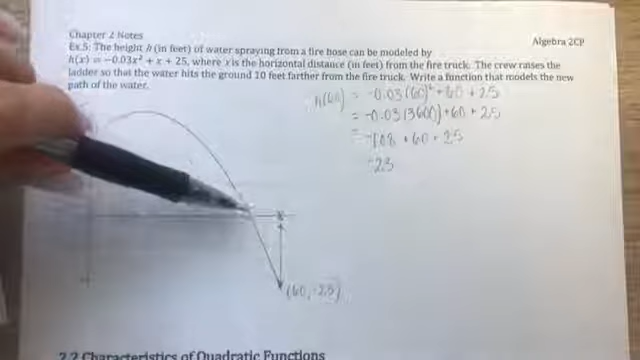 Chapter 2 Notes
Algebra 2CP
Ex.5: The height h (in feet) of water spraying from a fire hose can be modeled by
h(x) = −0.03x² + x + 25, where x is the horizontal distance (in feet) from the fire truck. The crew raises the
ladder so that the water hits the ground 10 feet farther from the fire truck. Write a function that models the new
path of the water.
h(60) = -0.03(60)² + 60 + 25
= -0.03(3600) + 60 + 25
= -108 + 60 + 25
-23
(60, -23)
2.2 Characteristics of Quadratic Functions